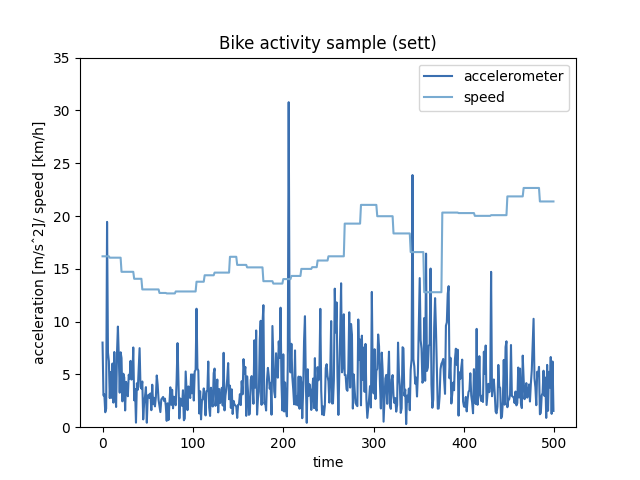 Bike activity sample (sett)
acceleration [m/s^2]/ speed [km/h]
35
30
25
20
15
10
5
0
accelerometer
speed
0 100 200 300 400 500
time